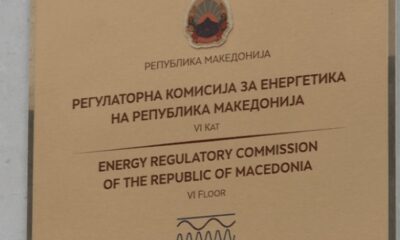 РЕПУБЛИКА МАКЕДОНИЈА
РЕГУЛАТОРНА КОМИСИЈА ЗА ЕНЕРГЕТИКА
НА РЕПУБЛИКА МАКЕДОНИЈА
VI КАТ
ENERGY REGULATORY COMMISSION
OF THE REPUBLIC OF MACEDONIA
VI FLOOR